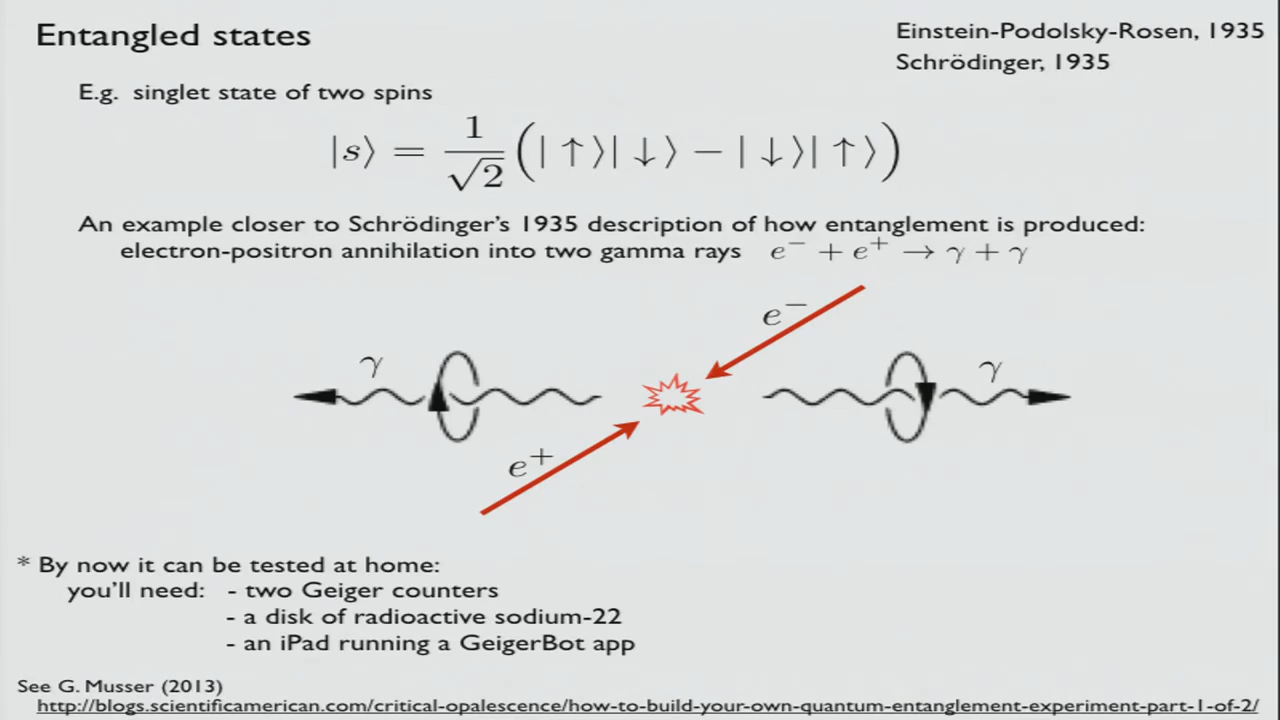 Entangled states
Einstein-Podolsky-Rosen, 1935
Schrödinger, 1935
E.g. singlet state of two spins
|s⟩ = 1/√2 (| ↑⟩| ↓⟩ − | ↓⟩| ↑⟩)
An example closer to Schrödinger's 1935 description of how entanglement is produced:
electron-positron annihilation into two gamma rays e⁻ + e⁺ → γ + γ
e⁻
γ
γ
e⁺
* By now it can be tested at home:
you'll need: - two Geiger counters
- a disk of radioactive sodium-22
- an iPad running a GeigerBot app
See G. Musser (2013)
http://blogs.scientificamerican.com/critical-opalescence/how-to-build-your-own-quantum-entanglement-experiment-part-1-of-2/